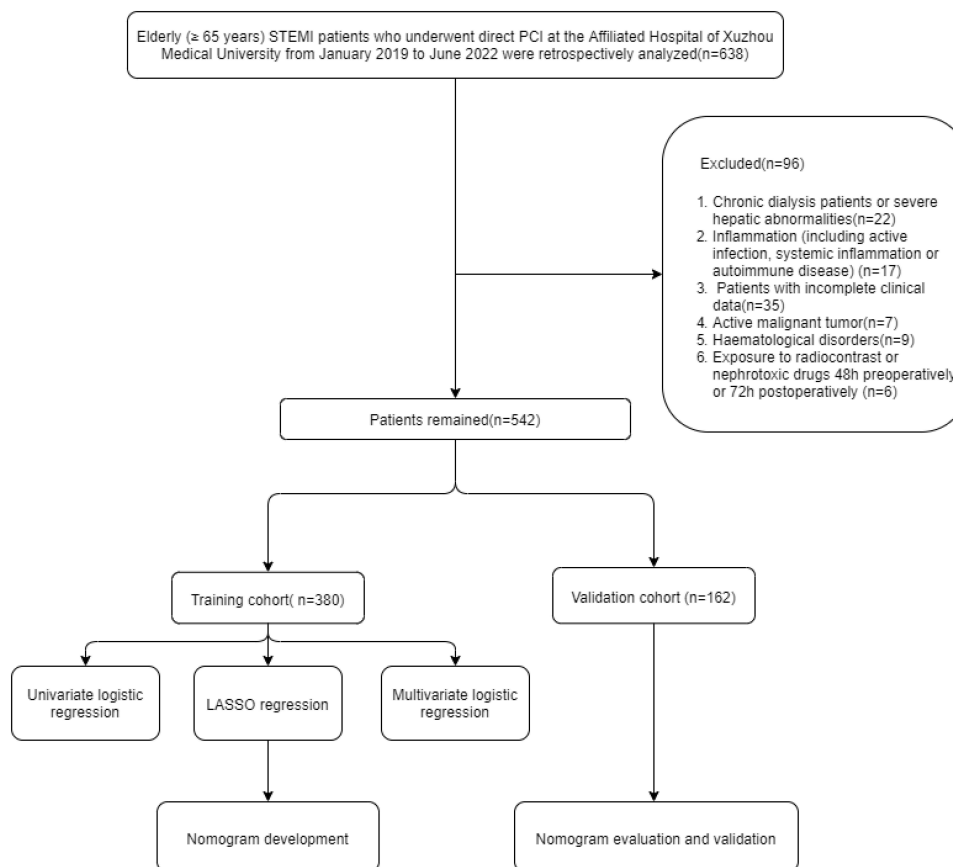 Elderly (≥ 65 years) STEMI patients who underwent direct PCI at the Affiliated Hospital of Xuzhou
Medical University from January 2019 to June 2022 were retrospectively analyzed(n=638)
Excluded(n=96)
1. Chronic dialysis patients or severe
hepatic abnormalities(n=22)
2. Inflammation (including active
infection, systemic inflammation or
autoimmune disease) (n=17)
3. Patients with incomplete clinical
data(n=35)
4. Active malignant tumor(n=7)
5. Haematological disorders(n=9)
6. Exposure to radiocontrast or
nephrotoxic drugs 48h preoperatively
or 72h postoperatively (n=6)
Patients remained(n=542)
Training cohort( n=380)
Validation cohort (n=162)
Univariate logistic
regression
LASSO regression
Multivariate logistic
regression
Nomogram development
Nomogram evaluation and validation